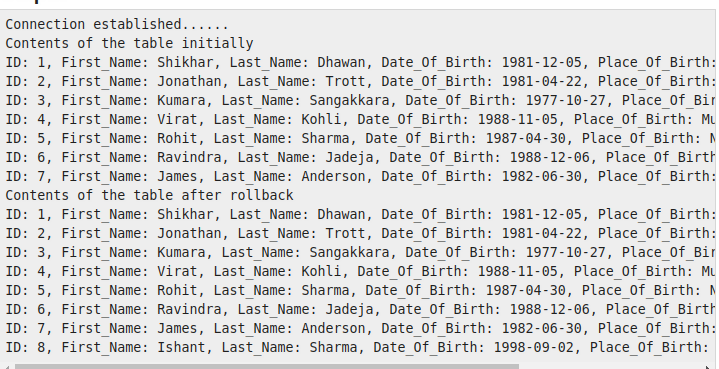 Connection established......
Contents of the table initially
ID: 1, First_Name: Shikhar, Last_Name: Dhawan, Date_Of_Birth: 1981-12-05, Place_Of_Birth:
ID: 2, First_Name: Jonathan, Last_Name: Trott, Date_Of_Birth: 1981-04-22, Place_Of_Birth:
ID: 3, First_Name: Kumara, Last_Name: Sangakkara, Date_Of_Birth: 1977-10-27, Place_Of_Bir
ID: 4, First_Name: Virat, Last_Name: Kohli, Date_Of_Birth: 1988-11-05, Place_Of_Birth: Mu
ID: 5, First_Name: Rohit, Last_Name: Sharma, Date_Of_Birth: 1987-04-30, Place_Of_Birth: N
ID: 6, First_Name: Ravindra, Last_Name: Jadeja, Date_Of_Birth: 1988-12-06, Place_Of_Birth
ID: 7, First_Name: James, Last_Name: Anderson, Date_Of_Birth: 1982-06-30, Place_Of_Birth:
Contents of the table after rollback
ID: 1, First_Name: Shikhar, Last_Name: Dhawan, Date_Of_Birth: 1981-12-05, Place_Of_Birth:
ID: 2, First_Name: Jonathan, Last_Name: Trott, Date_Of_Birth: 1981-04-22, Place_Of_Birth:
ID: 3, First_Name: Kumara, Last_Name: Sangakkara, Date_Of_Birth: 1977-10-27, Place_Of_Bir
ID: 4, First_Name: Virat, Last_Name: Kohli, Date_Of_Birth: 1988-11-05, Place_Of_Birth: Mu
ID: 5, First_Name: Rohit, Last_Name: Sharma, Date_Of_Birth: 1987-04-30, Place_Of_Birth: N
ID: 6, First_Name: Ravindra, Last_Name: Jadeja, Date_Of_Birth: 1988-12-06, Place_Of_Birth
ID: 7, First_Name: James, Last_Name: Anderson, Date_Of_Birth: 1982-06-30, Place_Of_Birth:
ID: 8, First_Name: Ishant, Last_Name: Sharma, Date_Of_Birth: 1998-09-02, Place_Of_Birth: